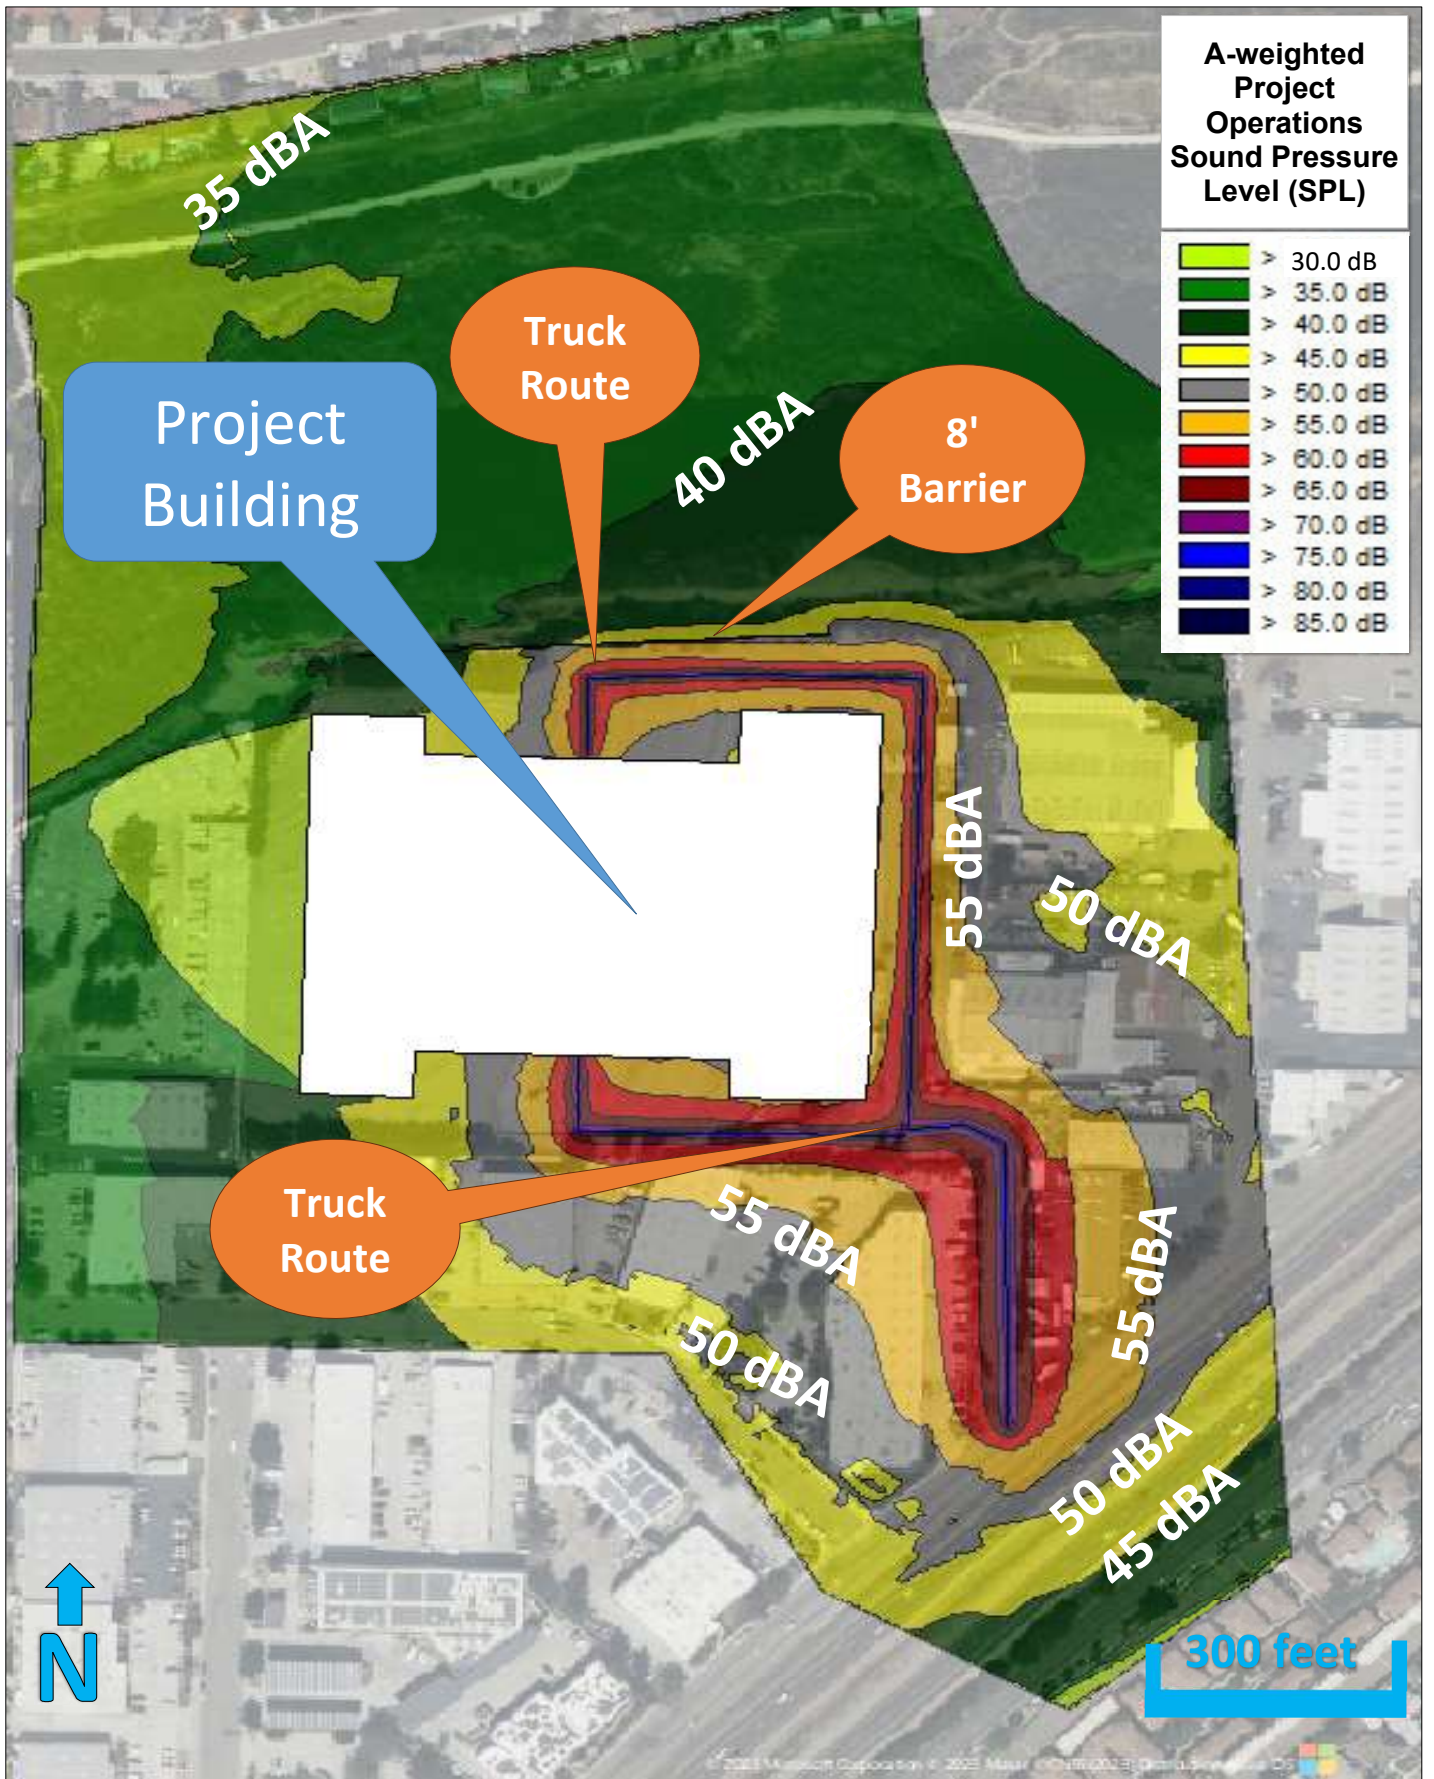 A-weighted
Project
Operations
Sound Pressure
Level (SPL)
> 30.0 dB
> 35.0 dB
> 40.0 dB
> 45.0 dB
> 50.0 dB
> 55.0 dB
> 60.0 dB
> 65.0 dB
> 70.0 dB
> 75.0 dB
> 80.0 dB
> 85.0 dB
35 dBA
Truck
Route
Project
Building
40 dBA
8'
Barrier
55 dBA
50 dBA
Truck
Route
55 dBA
55 dBA
50 dBA
50 dBA
45 dBA
N
300 feet
Microsoft Corporation